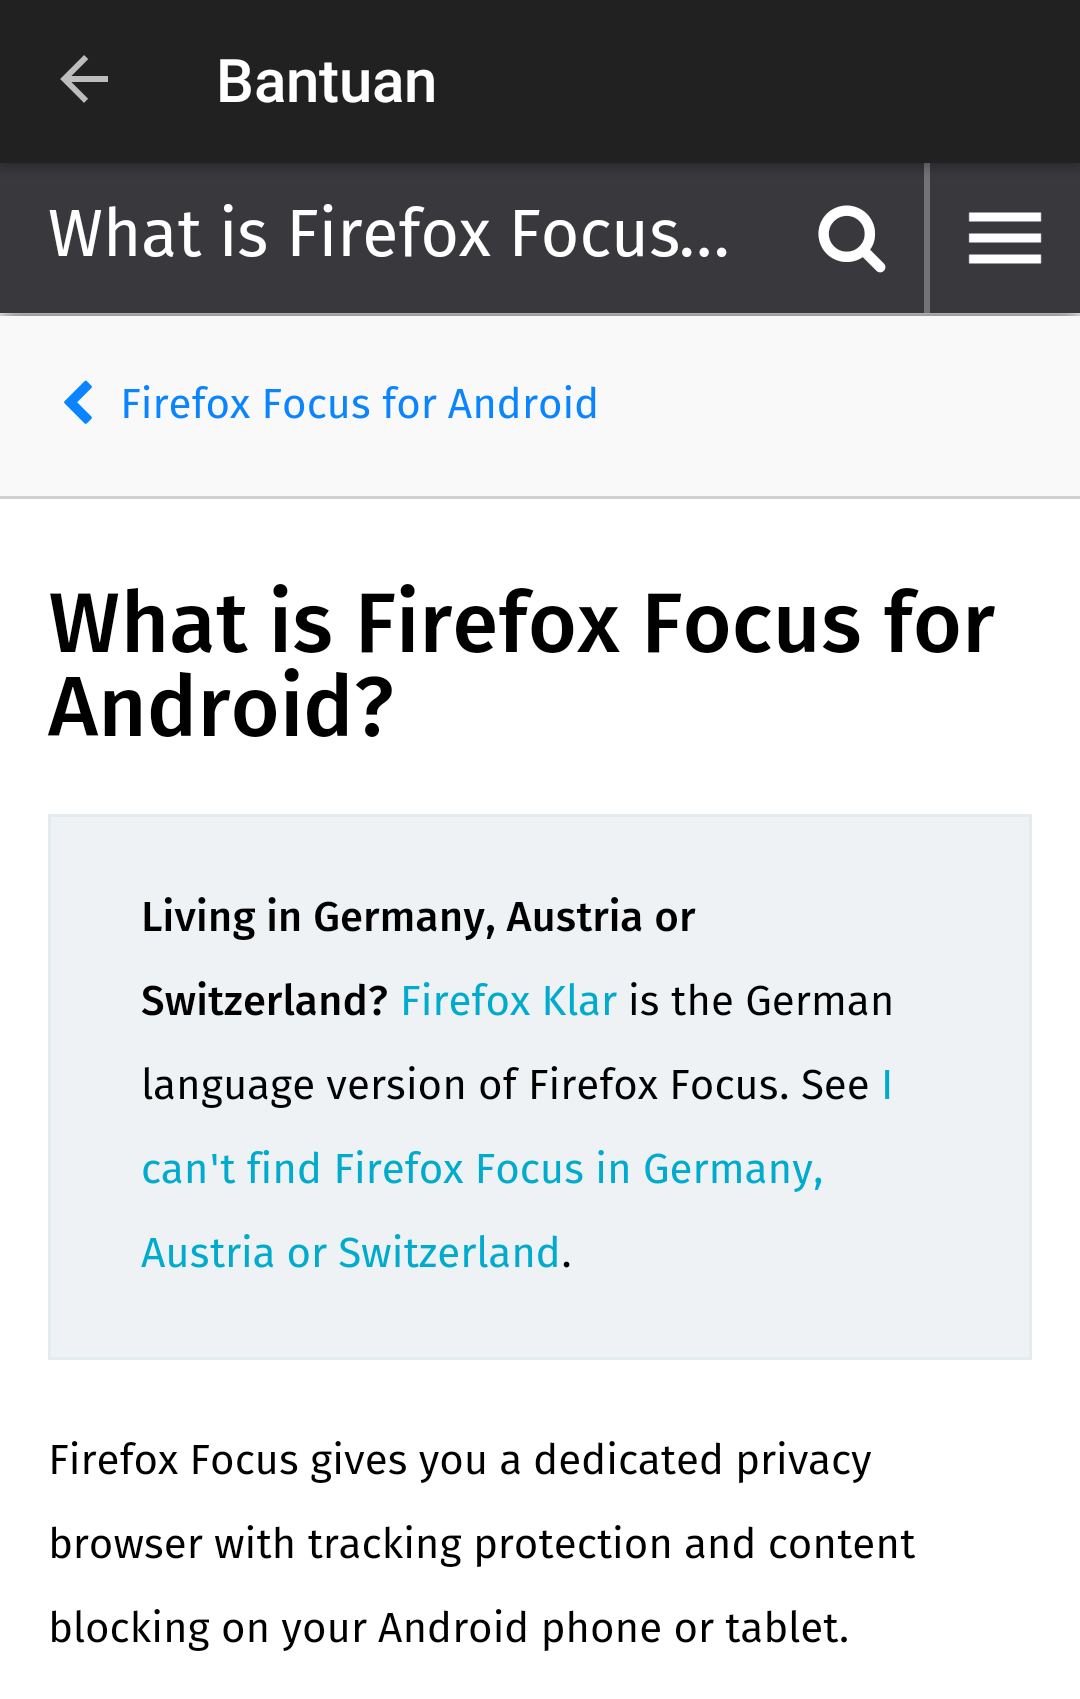 Bantuan
What is Firefox Focus...
Firefox Focus for Android
What is Firefox Focus for
Android?
Living in Germany, Austria or
Switzerland? Firefox Klar is the German
language version of Firefox Focus. See I
can't find Firefox Focus in Germany,
Austria or Switzerland.
Firefox Focus gives you a dedicated privacy
browser with tracking protection and content
blocking on your Android phone or tablet.